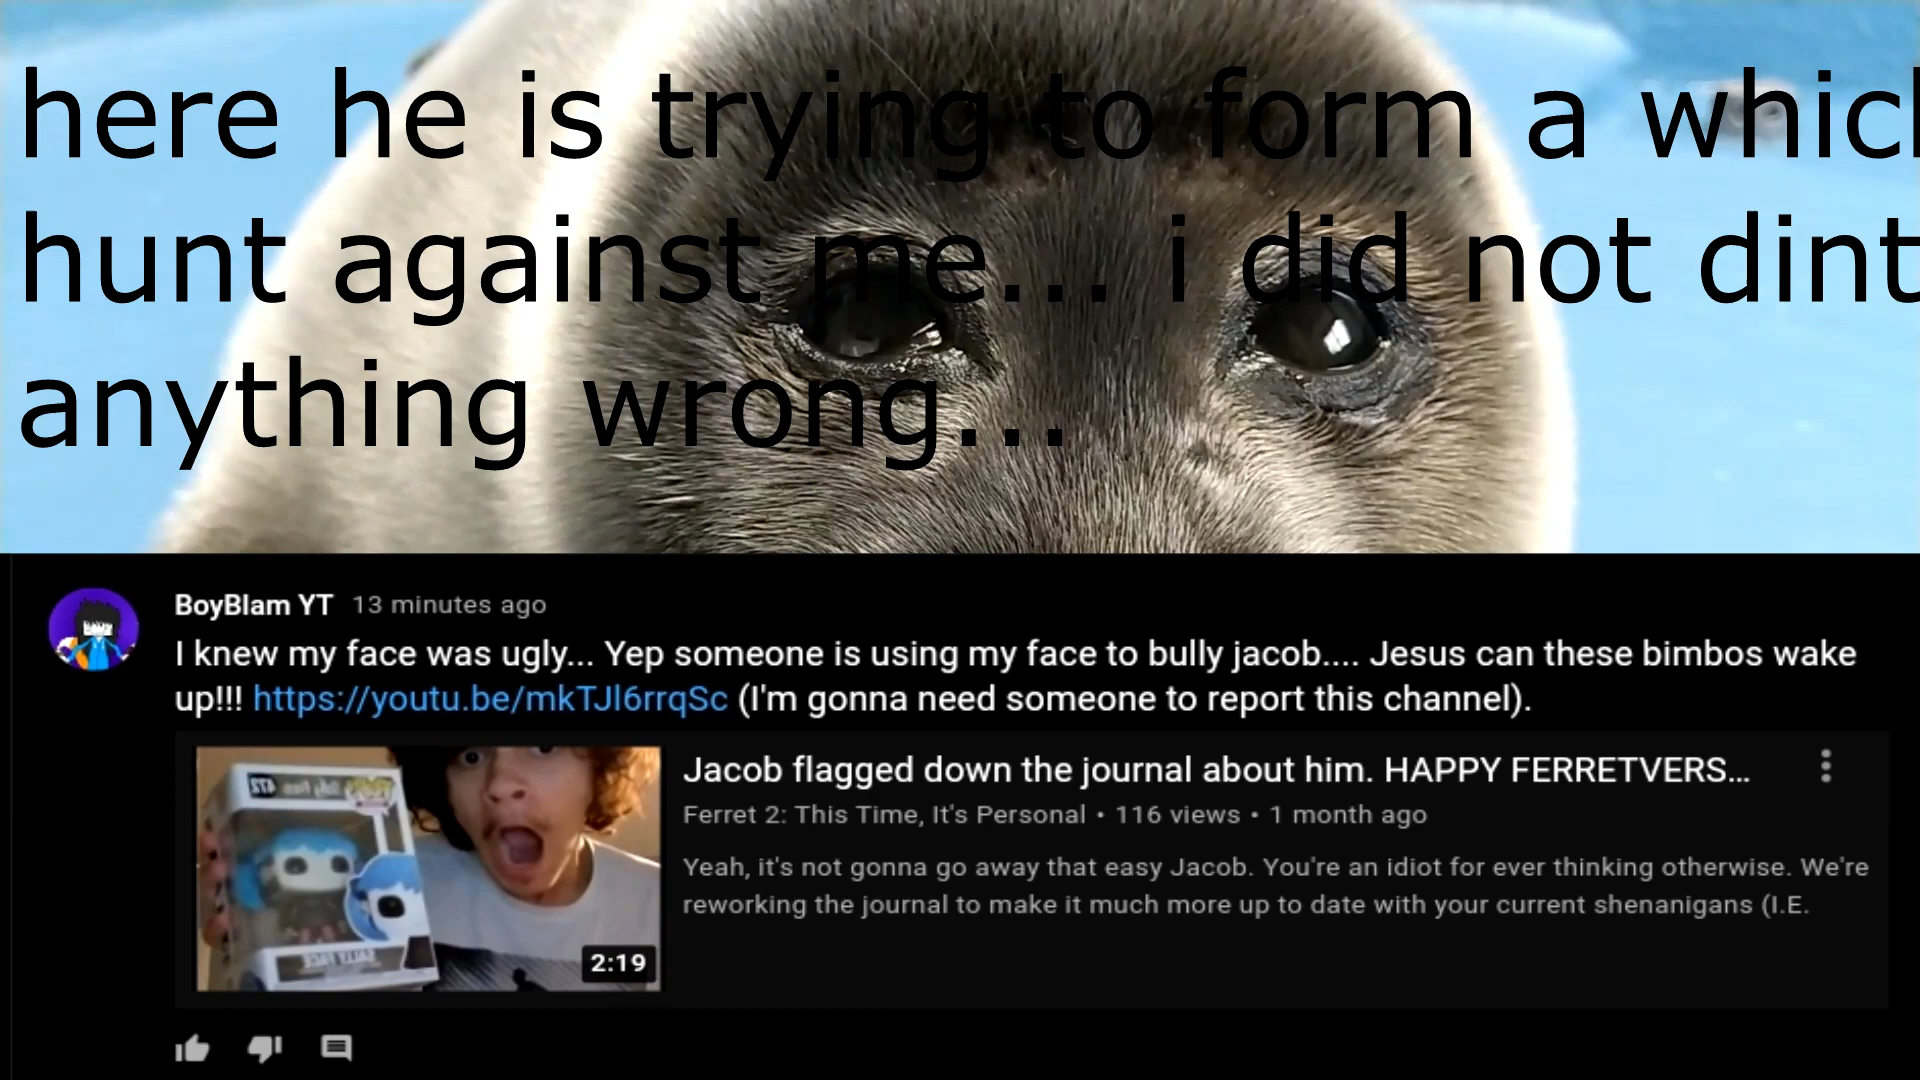 here he is trying to form a which
hunt against me... i did not dint
anything wrong...
BoyBlam YT 13 minutes ago
I knew my face was ugly... Yep someone is using my face to bully jacob.... Jesus can these bimbos wake
up!!! https://youtu.be/mkTJl6rrqSc (I'm gonna need someone to report this channel).
Jacob flagged down the journal about him. HAPPY FERRETVERS...
Ferret 2: This Time, It's Personal • 116 views • 1 month ago
Yeah, it's not gonna go away that easy Jacob. You're an idiot for ever thinking otherwise. We're
reworking the journal to make it much more up to date with your current shenanigans (I.E.
472
2:19